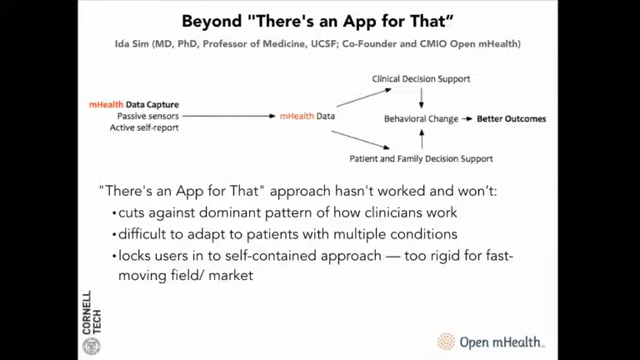 Beyond "There's an App for That"
Ida Sim (MD, PhD, Professor of Medicine, UCSF; Co-Founder and CMIO Open mHealth)
Clinical Decision Support
mHealth Data Capture
Passive sensors
Active self-report
mHealth Data
Behavioral Change
Better Outcomes
Patient and Family Decision Support
"There's an App for That" approach hasn't worked and won't:
•cuts against dominant pattern of how clinicians work
•difficult to adapt to patients with multiple conditions
•locks users in to self-contained approach — too rigid for fast-
moving field/ market
CORNELL
TECH
Open mHealth